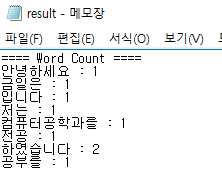 result - 메모장
파일(F) 편집(E) 서식(O) 보기(V)
==== Word Count ====
안녕하세요 : 1
금일은 : 1
입니다 : 1
저는 : 1
컴퓨터공학과를 : 1
전공 : 1
하였습니다 : 2
공부를 : 1